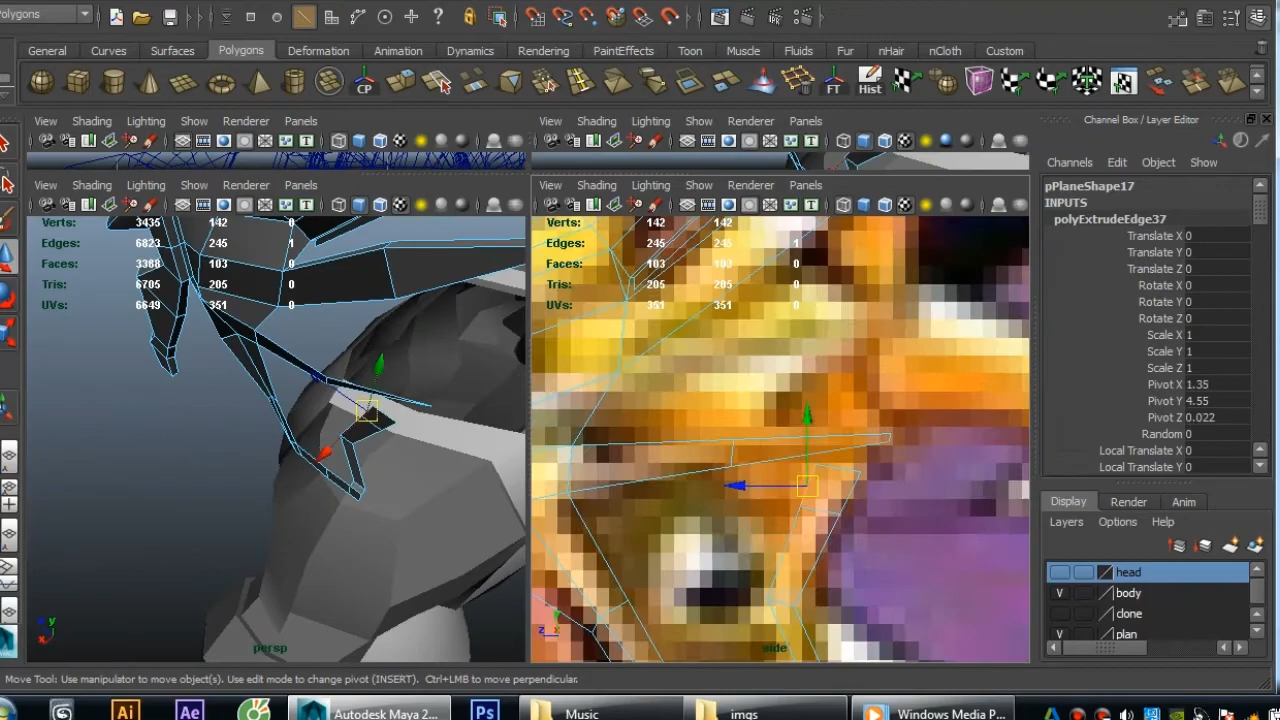 Polygons
General Curves Surfaces Polygons Deformation Animation Dynamics Rendering PaintEffects Toon Muscle Fluids Fur nHair nCloth Custom
CP FT Hist
View Shading Lighting Show Renderer Panels
View Shading Lighting Show Renderer Panels
View Shading Lighting Show Renderer Panels
View Shading Lighting Show Renderer Panels
Verts: 3435 142 0
Edges: 6823 245 1
Faces: 3388 103 0
Tris: 6705 205 0
UVs: 6649 351 0
persp
Verts: 142 142 0
Edges: 245 245 1
Faces: 103 103 0
Tris: 205 205 0
UVs: 351 351 0
side
Channel Box / Layer Editor
Channels Edit Object Show
pPlaneShape17
INPUTS
polyExtrudeEdge37
Translate X 0
Translate Y 0
Translate Z 0
Rotate X 0
Rotate Y 0
Rotate Z 0
Scale X 1
Scale Y 1
Scale Z 1
Pivot X 1.35
Pivot Y 4.55
Pivot Z 0.022
Random 0
Local Translate X 0
Local Translate Y 0
Display Render Anim
Layers Options Help
head
V body
clone
V plan
Move Tool: Use manipulator to move object(s). Use edit mode to change pivot (INSERT). Ctrl+LMB to move perpendicular.
Ai Ae Autodesk Maya 2... Ps Music imgs Windows Media P...